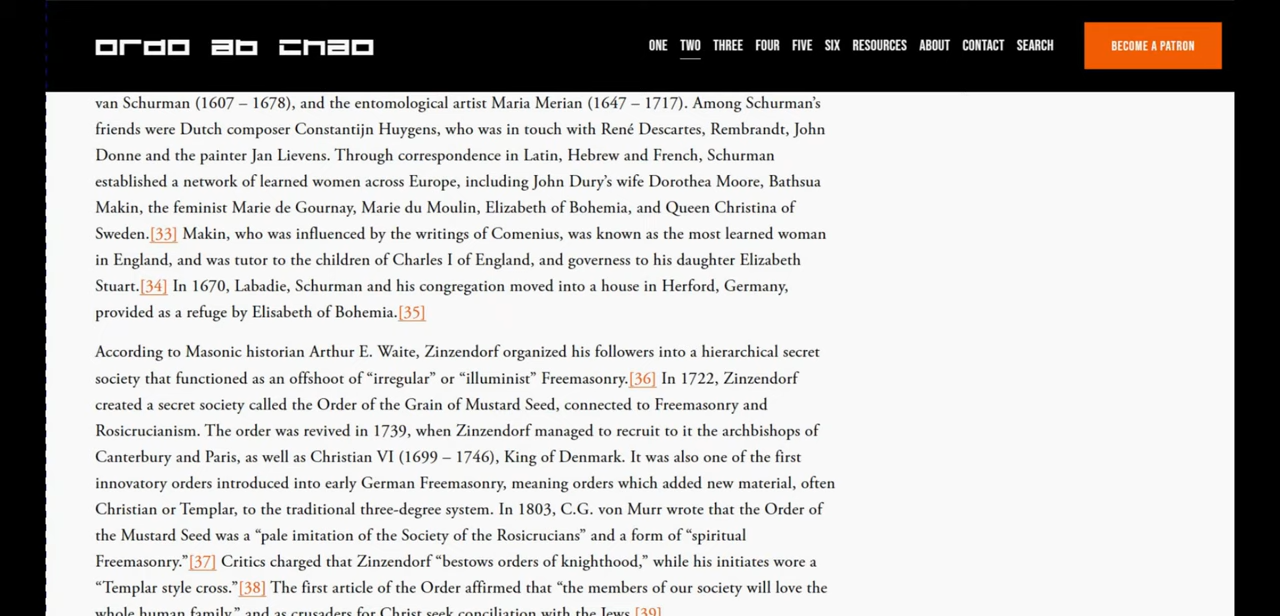 ordo ab chao
ONE TWO THREE FOUR FIVE SIX RESOURCES ABOUT CONTACT SEARCH BECOME A PATRON
van Schurman (1607 – 1678), and the entomological artist Maria Merian (1647 – 1717). Among Schurman’s
friends were Dutch composer Constantijn Huygens, who was in touch with René Descartes, Rembrandt, John
Donne and the painter Jan Lievens. Through correspondence in Latin, Hebrew and French, Schurman
established a network of learned women across Europe, including John Dury’s wife Dorothea Moore, Bathsua
Makin, the feminist Marie de Gournay, Marie du Moulin, Elizabeth of Bohemia, and Queen Christina of
Sweden.[33] Makin, who was influenced by the writings of Comenius, was known as the most learned woman
in England, and was tutor to the children of Charles I of England, and governess to his daughter Elizabeth
Stuart.[34] In 1670, Labadie, Schurman and his congregation moved into a house in Herford, Germany,
provided as a refuge by Elisabeth of Bohemia.[35]
According to Masonic historian Arthur E. Waite, Zinzendorf organized his followers into a hierarchical secret
society that functioned as an offshoot of “irregular” or “illuminist” Freemasonry.[36] In 1722, Zinzendorf
created a secret society called the Order of the Grain of Mustard Seed, connected to Freemasonry and
Rosicrucianism. The order was revived in 1739, when Zinzendorf managed to recruit to it the archbishops of
Canterbury and Paris, as well as Christian VI (1699 – 1746), King of Denmark. It was also one of the first
innovatory orders introduced into early German Freemasonry, meaning orders which added new material, often
Christian or Templar, to the traditional three-degree system. In 1803, C.G. von Murr wrote that the Order of
the Mustard Seed was a “pale imitation of the Society of the Rosicrucians” and a form of “spiritual
Freemasonry.”[37] Critics charged that Zinzendorf “bestows orders of knighthood,” while his initiates wore a
“Templar style cross.”[38] The first article of the Order affirmed that “the members of our society will love the
whole human family,” and as crusaders for Christ seek conciliation with the Jews.[39]